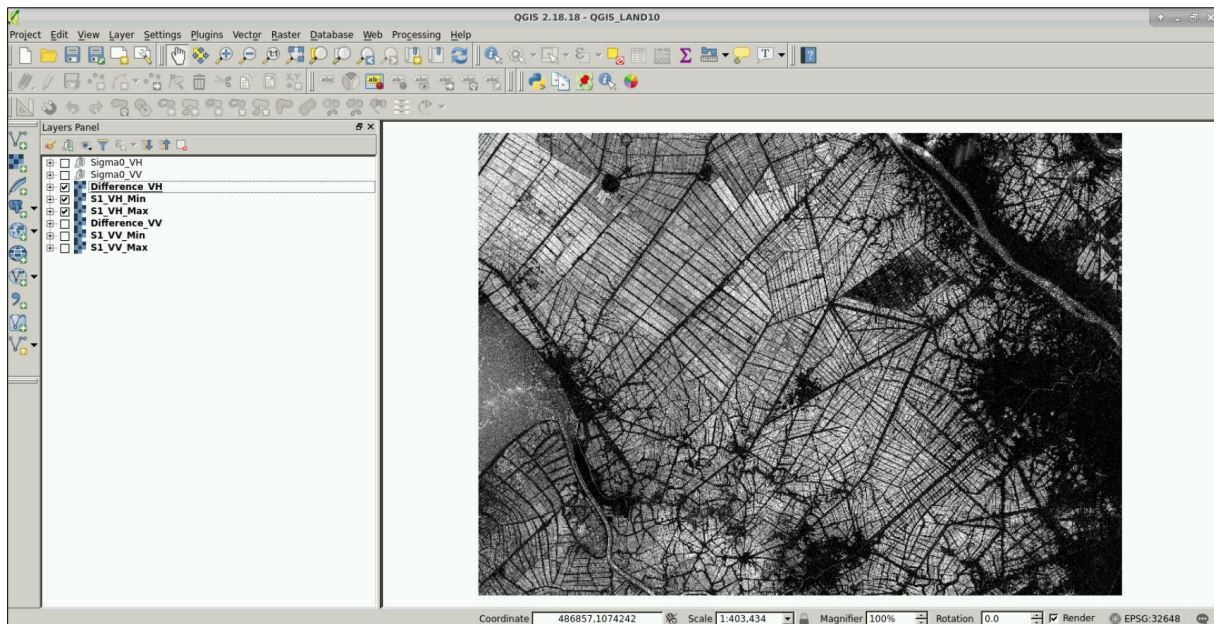 QGIS 2.18.18 - QGIS_LAND10
Project Edit View Layer Settings Plugins Vector Raster Database Web Processing Help
Layers Panel
Sigma0_VH
Sigma0_VV
Difference_VH
S1_VH_Min
S1_VH_Max
Difference_VV
S1_VV_Min
S1_VV_Max
Coordinate 486857,1074242 Scale 1:403,434 Magnifier 100% Rotation 0.0 Render EPSG:32648